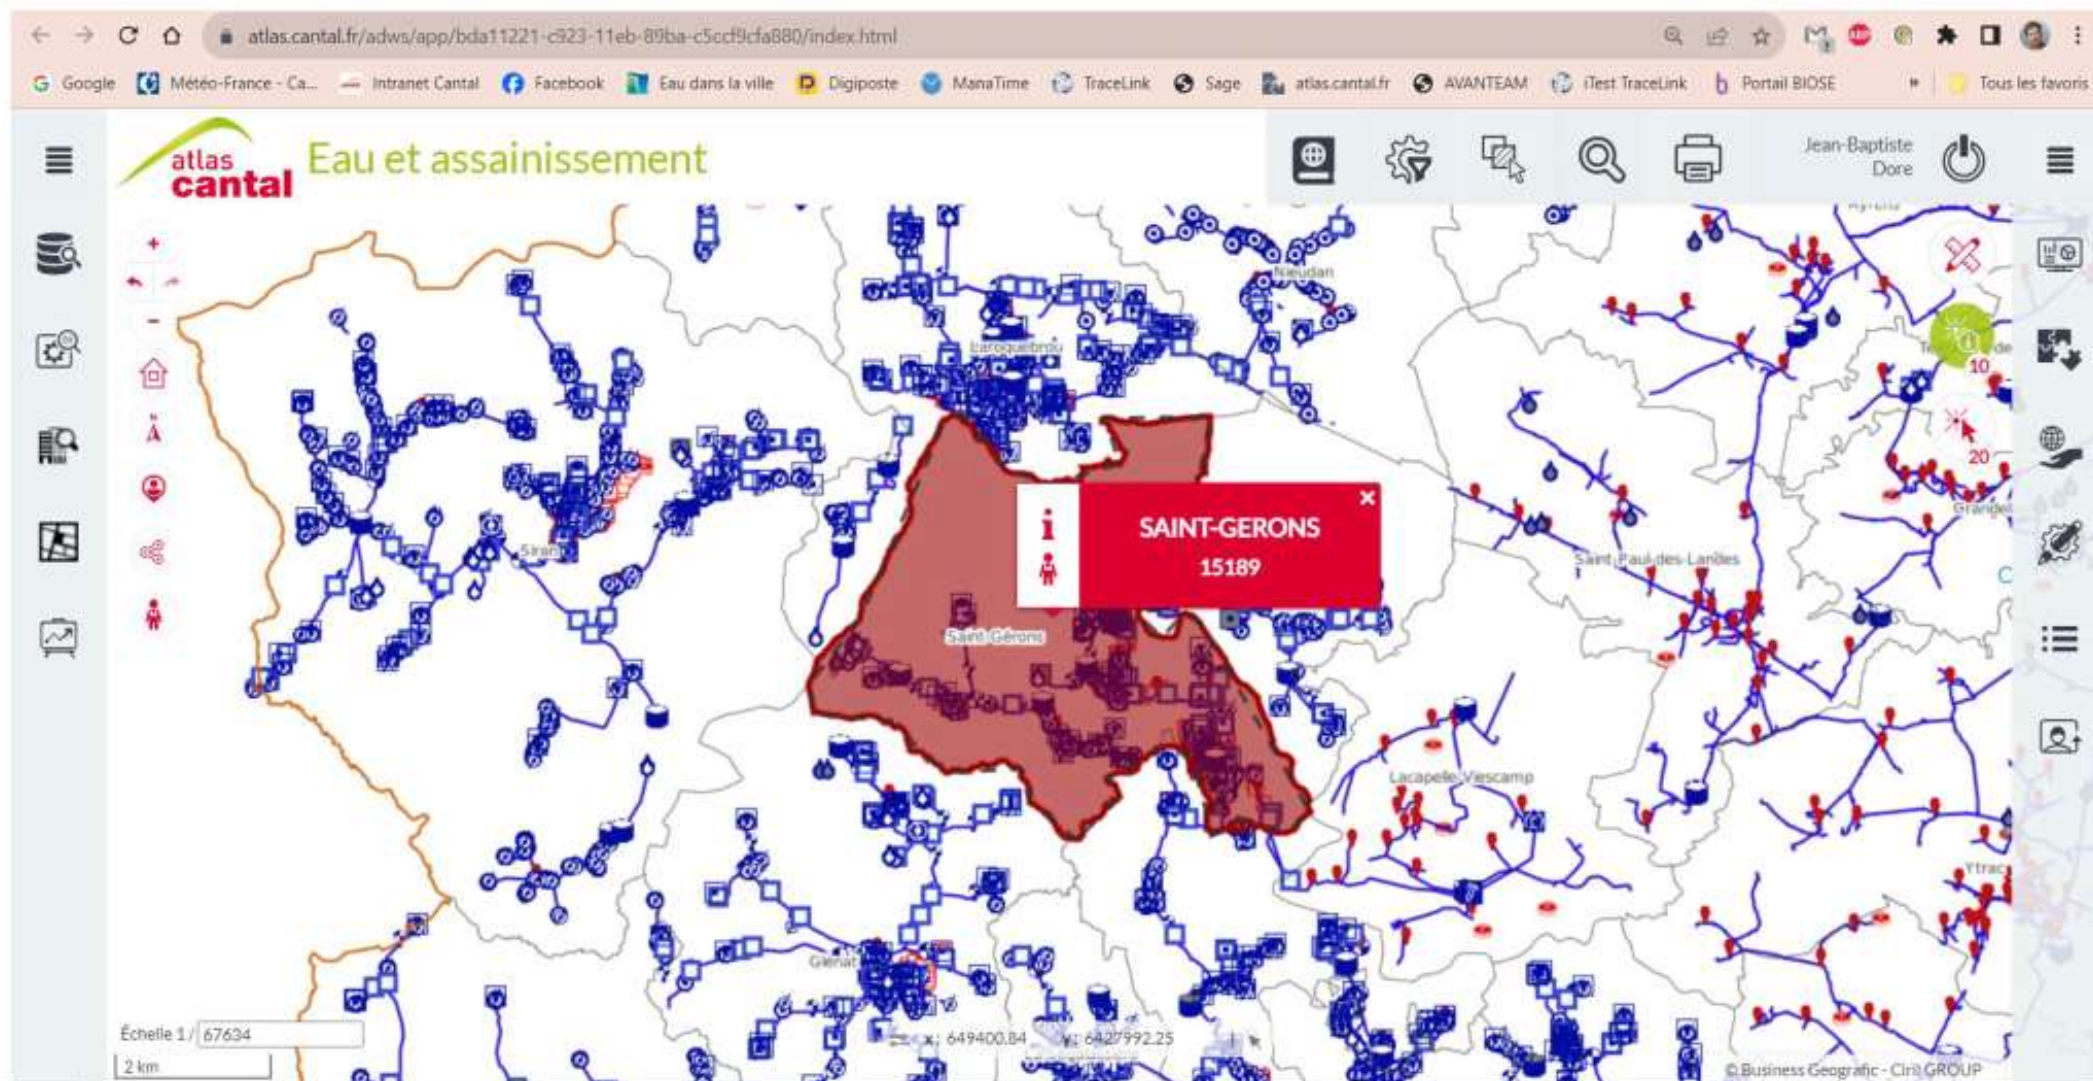 atlas.cantal.fr/adws/app/bda11221-c923-11eb-89ba-c5ccf9cfa880/index.html
Google Météo-France - Ca... Intranet Cantal Facebook Eau dans la ville Digiposte ManaTime TraceLink Sage atlas.cantal.fr AVANTEAM iTest TraceLink Portail BIOSE » Tous les favoris
atlas
cantal
Eau et assainissement
Jean-Baptiste
Dore
Nieudan
Laroquebrou
10
20
SAINT-GERONS
15189
Siran
Saint-Paul-des-Landes
Saint-Gérons
Lacapelle-Viescamp
Ytrac
Glénat
Échelle 1 / 67634
x: 649400.84 y: 6427992.25
2 km
© Business Geografic - Ciril GROUP